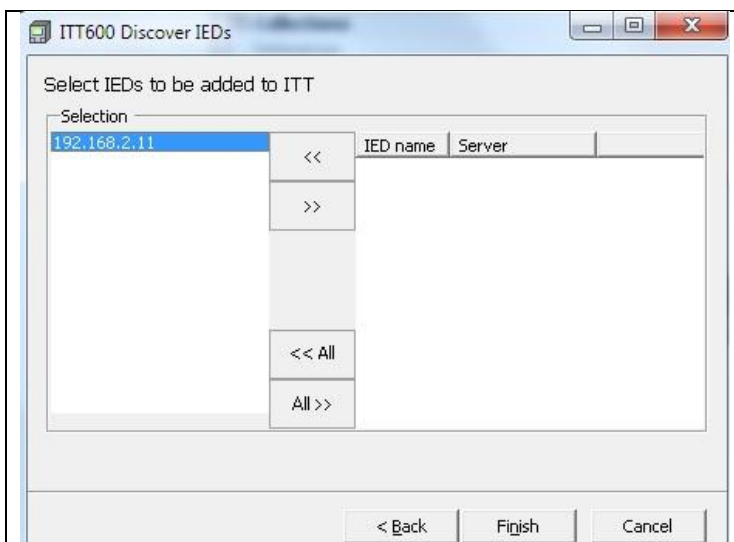 ITT600 Discover IEDs
Select IEDs to be added to ITT
Selection
192.168.2.11
<<
IED name Server
>>
<< All
All >>
< Back Finish Cancel